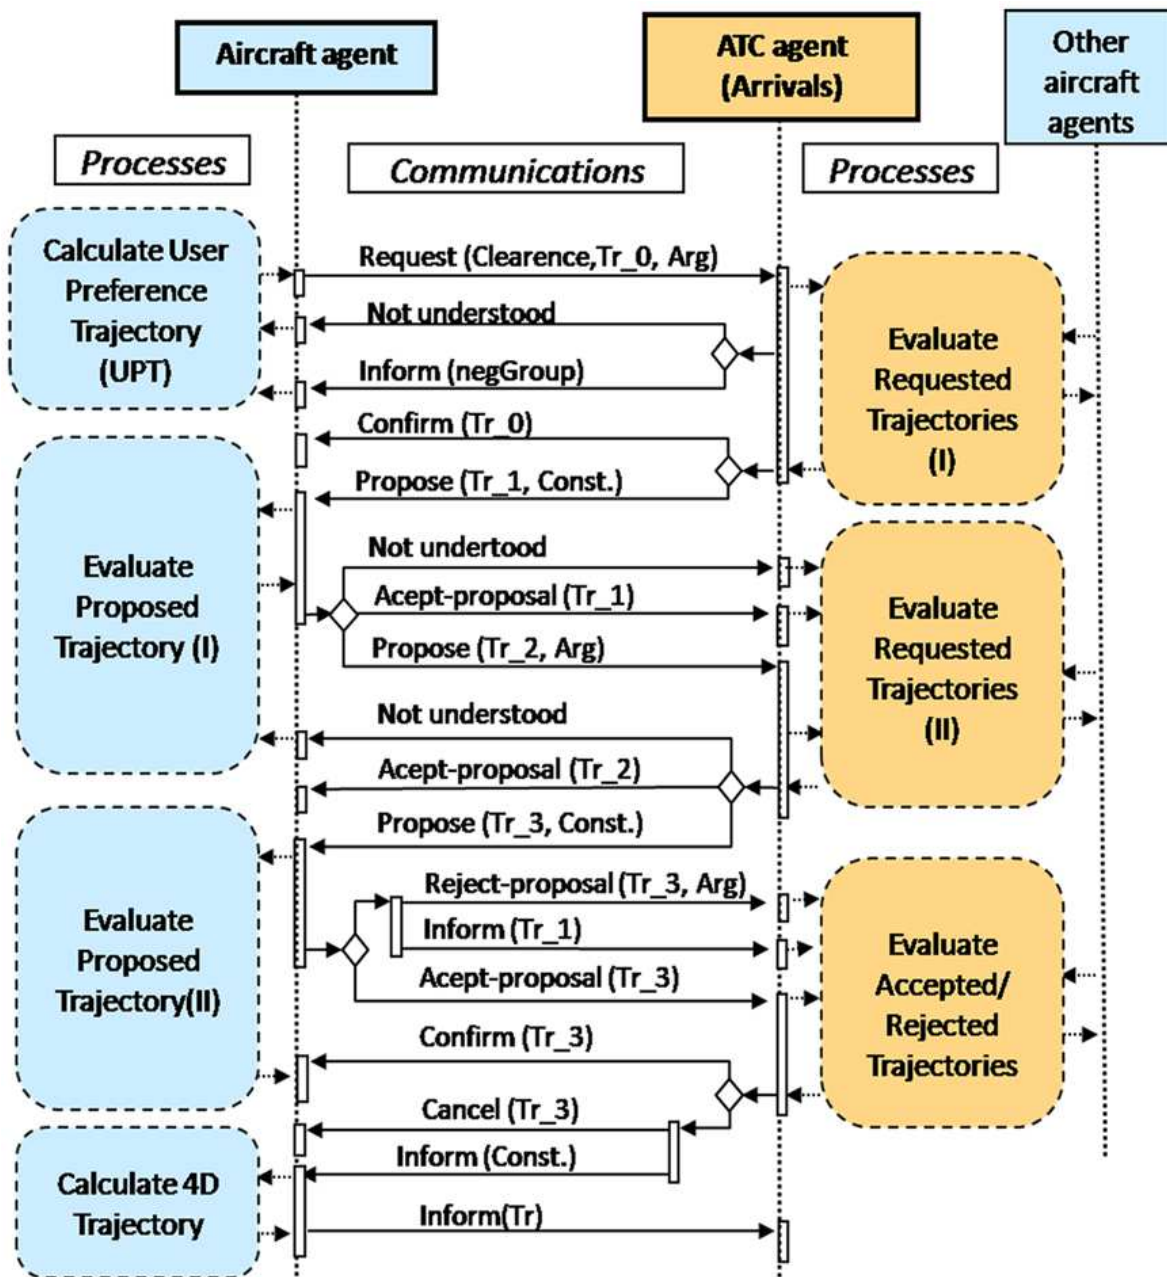 Aircraft agent
ATC agent
(Arrivals)
Other
aircraft
agents
Processes
Communications
Processes
Calculate User
Preference
Trajectory
(UPT)
Request (Clearence,Tr_0, Arg)
Not understood
Inform (negGroup)
Evaluate
Requested
Trajectories
(I)
Confirm (Tr_0)
Propose (Tr_1, Const.)
Evaluate
Proposed
Trajectory (I)
Not undertood
Acept-proposal (Tr_1)
Propose (Tr_2, Arg)
Evaluate
Requested
Trajectories
(II)
Not understood
Acept-proposal (Tr_2)
Propose (Tr_3, Const.)
Evaluate
Proposed
Trajectory(II)
Reject-proposal (Tr_3, Arg)
Inform (Tr_1)
Acept-proposal (Tr_3)
Evaluate
Accepted/
Rejected
Trajectories
Confirm (Tr_3)
Cancel (Tr_3)
Inform (Const.)
Calculate 4D
Trajectory
Inform(Tr)